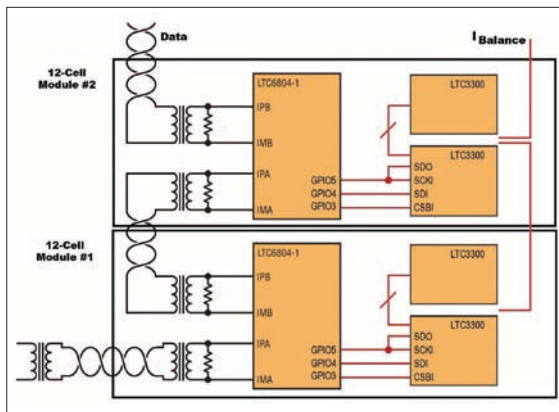 Data
I Balance
12-Cell
Module #2
LTC6804-1
LTC3300
IPB
IMB
LTC3300
IPA
SDO
GPIO5
SCKI
GPIO4
SDI
IMA
GPIO3
CSBI
12-Cell
Module #1
LTC6804-1
LTC3300
IPB
IMB
LTC3300
IPA
SDO
GPIO5
SCKI
GPIO4
SDI
IMA
GPIO3
CSBI